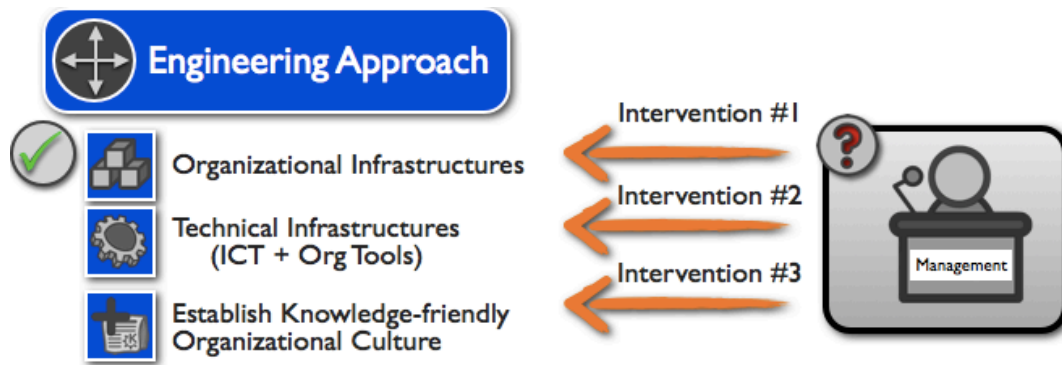 Engineering Approach
Intervention #1
Organizational Infrastructures
Intervention #2
Technical Infrastructures
(ICT + Org Tools)
Intervention #3
Establish Knowledge-friendly
Organizational Culture
?
Management